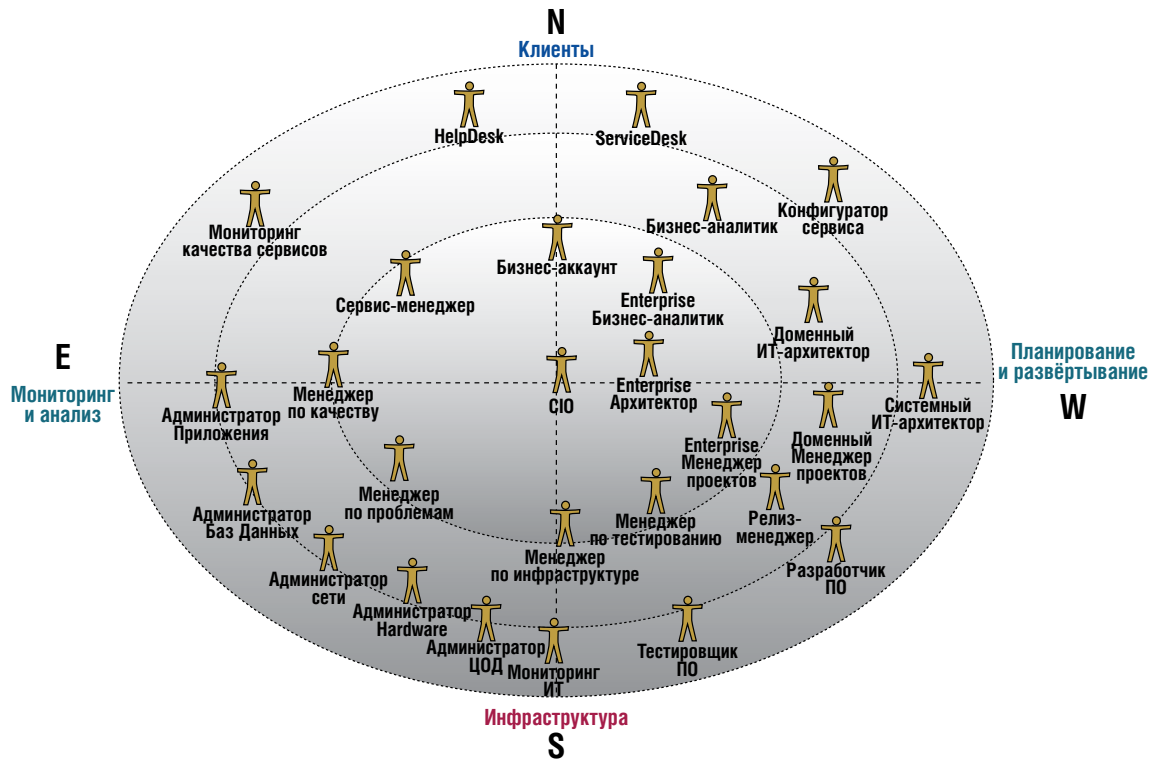 N
Клиенты
HelpDesk
ServiceDesk
Мониторинг
качества сервисов
Бизнес-аналитик
Конфигуратор
сервиса
Бизнес-аккаунт
Сервис-менеджер
Enterprise
Бизнес-аналитик
Доменный
ИТ-архитектор
E
Мониторинг
и анализ
Планирование
и развёртывание
W
Администратор
Приложения
Менеджер
по качеству
CIO
Enterprise
Архитектор
Системный
ИТ-архитектор
Enterprise
Менеджер
проектов
Доменный
Менеджер
проектов
Администратор
Баз Данных
Менеджер
по проблемам
Менеджер
по тестированию
Релиз-
менеджер
Менеджер
по инфраструктуре
Разработчик
ПО
Администратор
сети
Администратор
Hardware
Администратор
ЦОД
Мониторинг
ИТ
Тестировщик
ПО
Инфраструктура
S